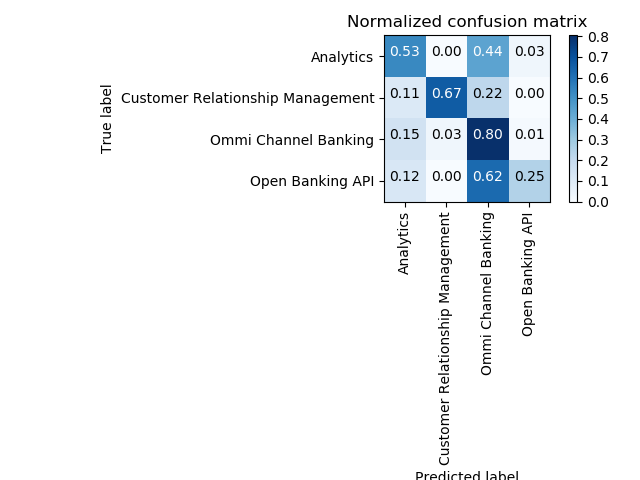 Normalized confusion matrix
True label
Analytics 0.53 0.00 0.44 0.03
Customer Relationship Management 0.11 0.67 0.22 0.00
Ommi Channel Banking 0.15 0.03 0.80 0.01
Open Banking API 0.12 0.00 0.62 0.25
Analytics
Customer Relationship Management
Ommi Channel Banking
Open Banking API
Predicted label
0.8
0.7
0.6
0.5
0.4
0.3
0.2
0.1
0.0